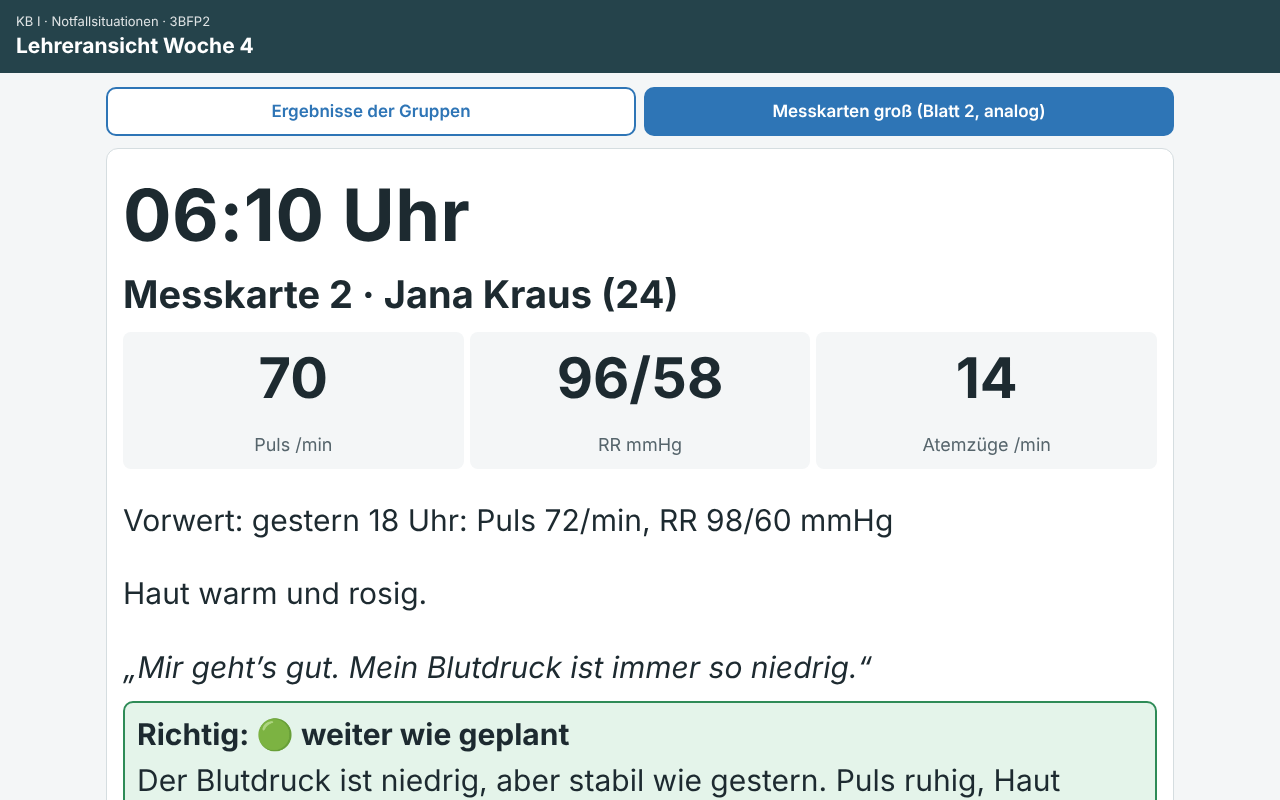 KB I · Notfallsituationen · 3BFP2
Lehreransicht Woche 4
Ergebnisse der Gruppen
Messkarten groß (Blatt 2, analog)
06:10 Uhr
Messkarte 2 · Jana Kraus (24)
70
Puls /min
96/58
RR mmHg
14
Atemzüge /min
Vorwert: gestern 18 Uhr: Puls 72/min, RR 98/60 mmHg
Haut warm und rosig.
„Mir geht’s gut. Mein Blutdruck ist immer so niedrig.“
Richtig: 🟢 weiter wie geplant
Der Blutdruck ist niedrig, aber stabil wie gestern. Puls ruhig, Haut